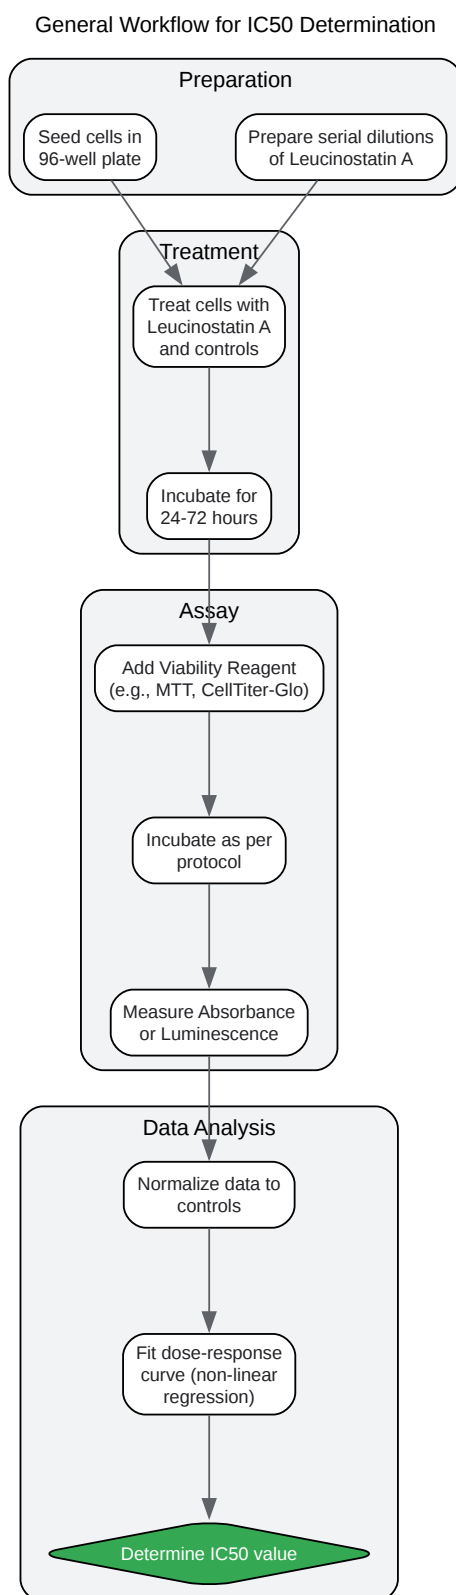 General Workflow for IC50 Determination
Preparation
Seed cells in
96-well plate
Prepare serial dilutions
of Leucinostatin A
Treatment
Treat cells with
Leucinostatin A
and controls
Incubate for
24-72 hours
Assay
Add Viability Reagent
(e.g., MTT, CellTiter-Glo)
Incubate as per
protocol
Measure Absorbance
or Luminescence
Data Analysis
Normalize data to
controls
Fit dose-response
curve (non-linear
regression)
Determine IC50 value